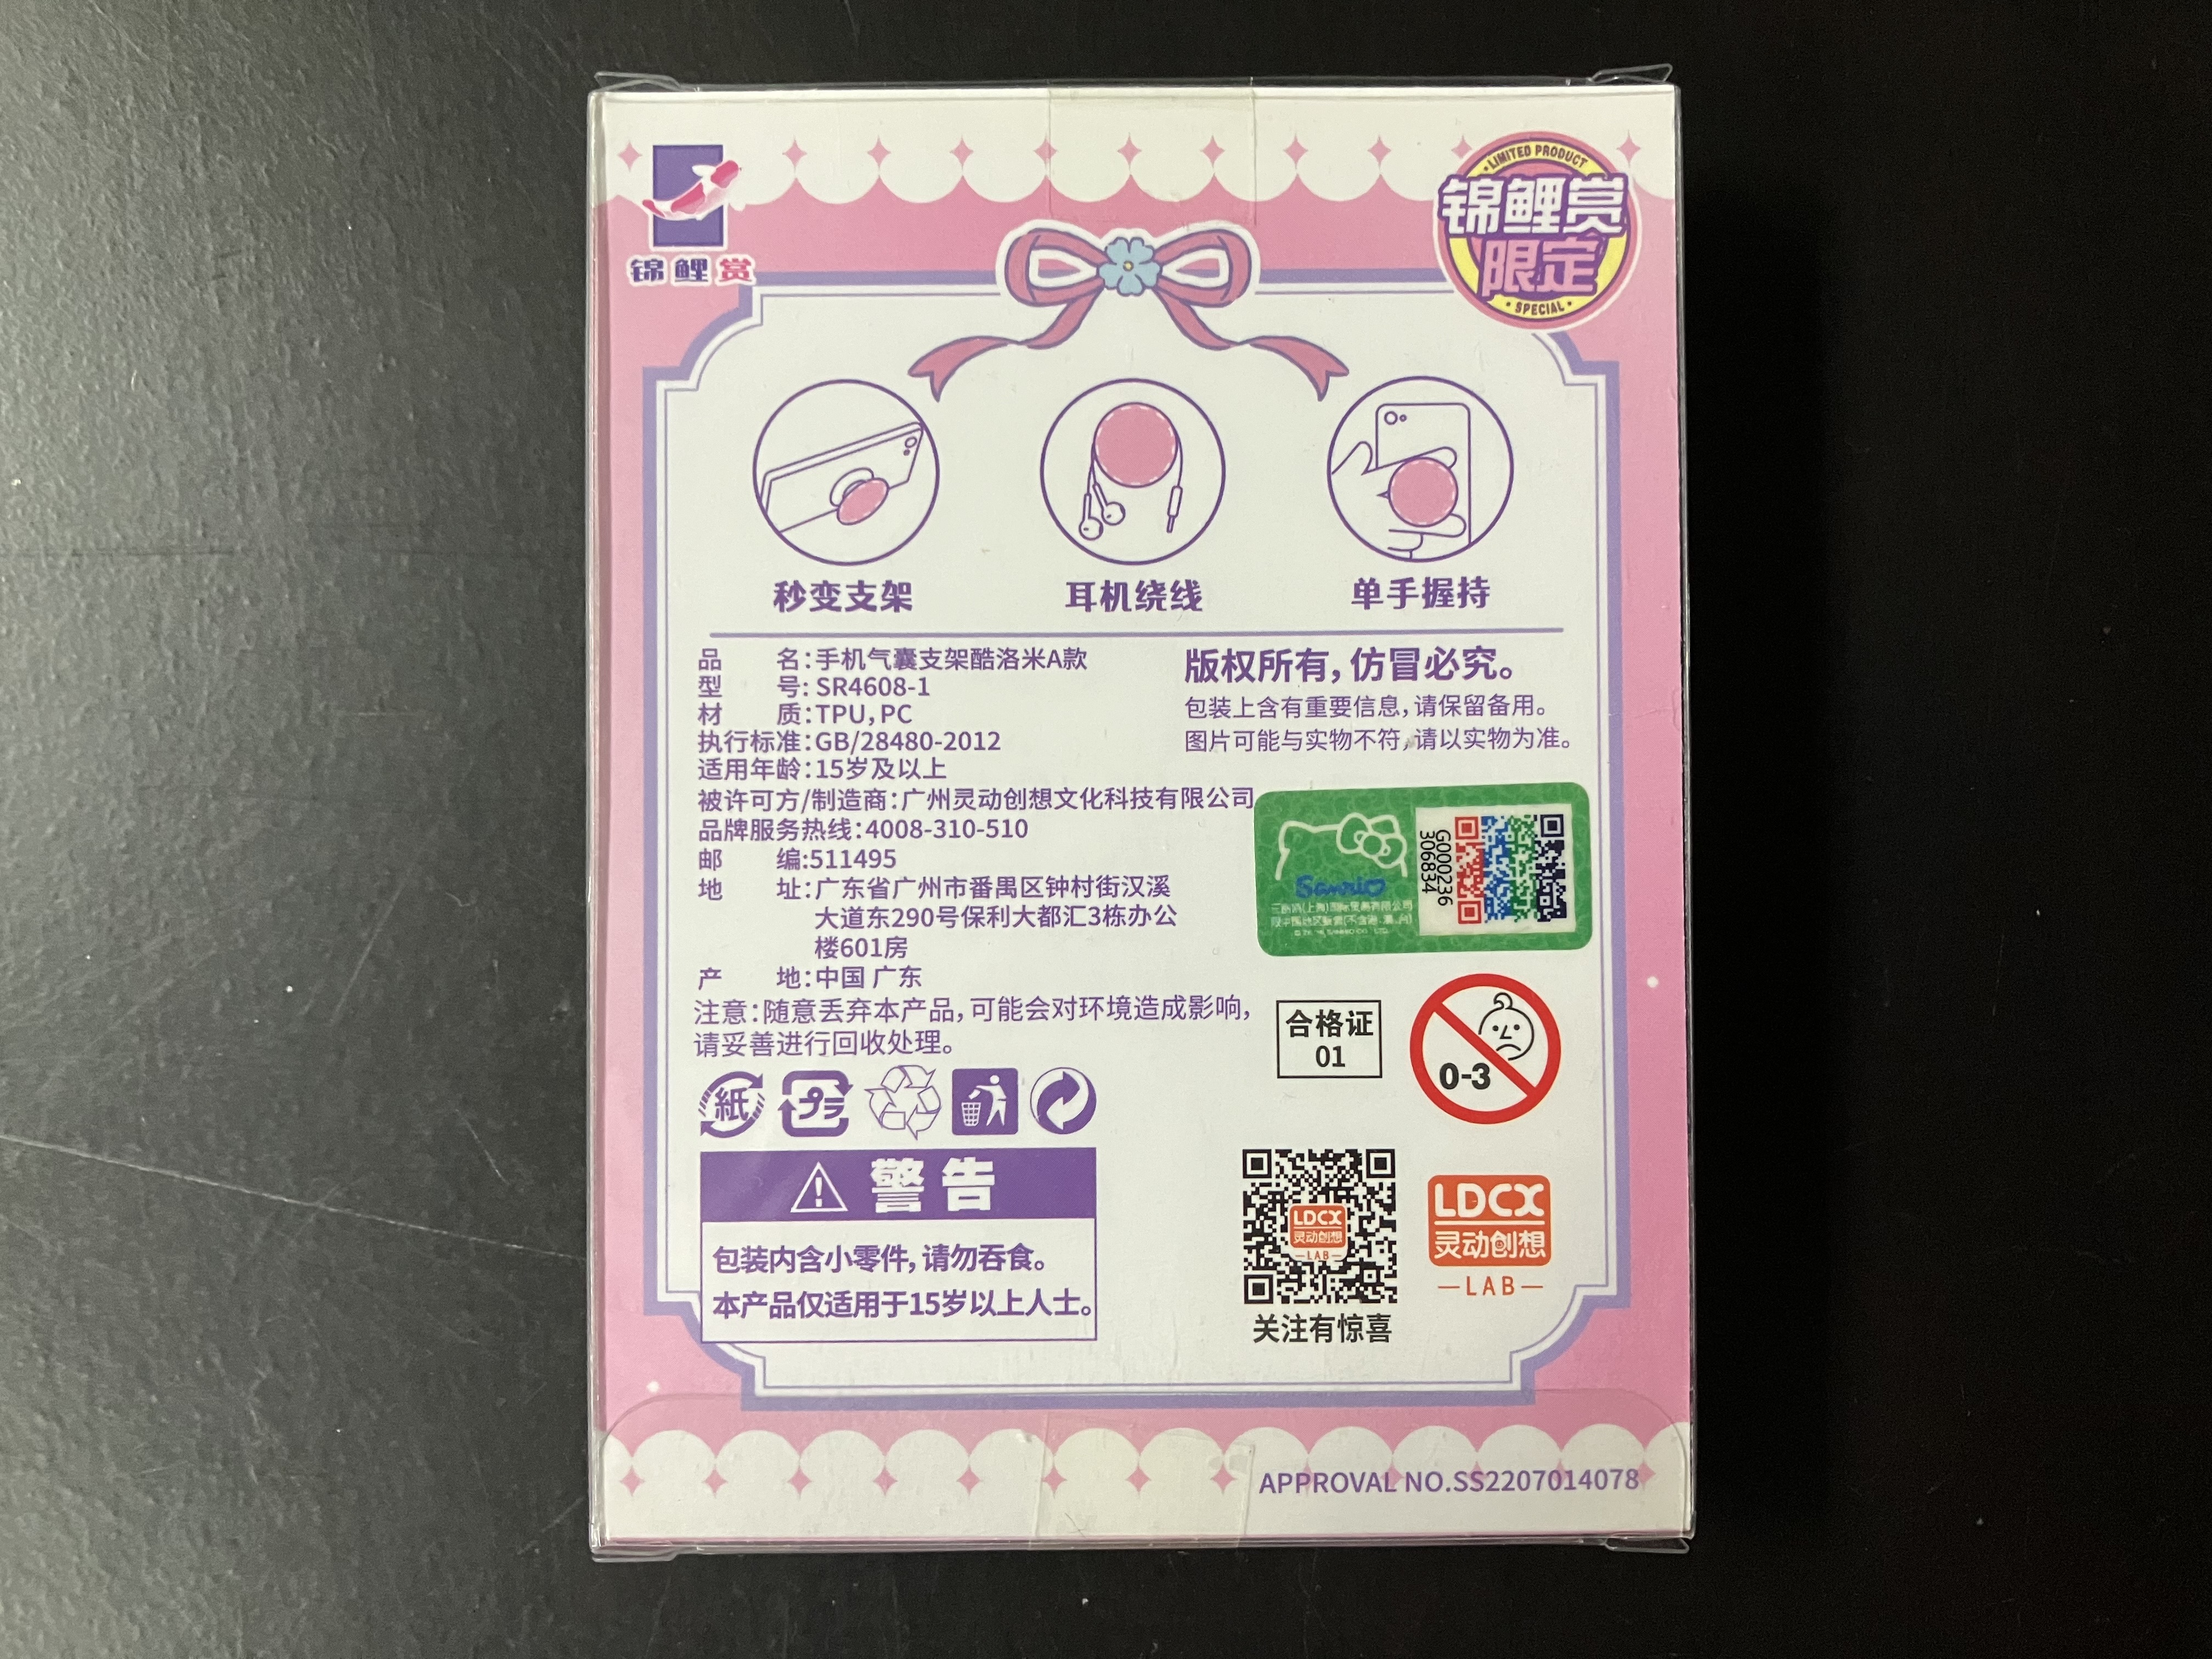 锦鲤赏
LIMITED PRODUCT
锦鲤赏
限定
SPECIAL
秒变支架
耳机绕线
单手握持
品 名:手机气囊支架酷洛米A款
型 号: SR4608-1
材 质:TPU,PC
执行标准:GB/28480-2012
适用年龄:15岁及以上
被许可方/制造商:广州灵动创想文化科技有限公司
品牌服务热线:4008-310-510
邮 编:511495
地 址:广东省广州市番禺区钟村街汉溪
大道东290号保利大都汇3栋办公
楼601房
产 地:中国 广东
注意:随意丢弃本产品,可能会对环境造成影响,
请妥善进行回收处理。
版权所有,仿冒必究。
包装上含有重要信息,请保留备用。
图片可能与实物不符,请以实物为准。
Sanrio
G000236
306834
合格证
01
0-3
紙
プラ
警告
包装内含小零件,请勿吞食。
本产品仅适用于15岁以上人士。
LDCX
灵动创想
LAB
关注有惊喜
LDCX
灵动创想
LAB
APPROVAL NO.SS2207014078